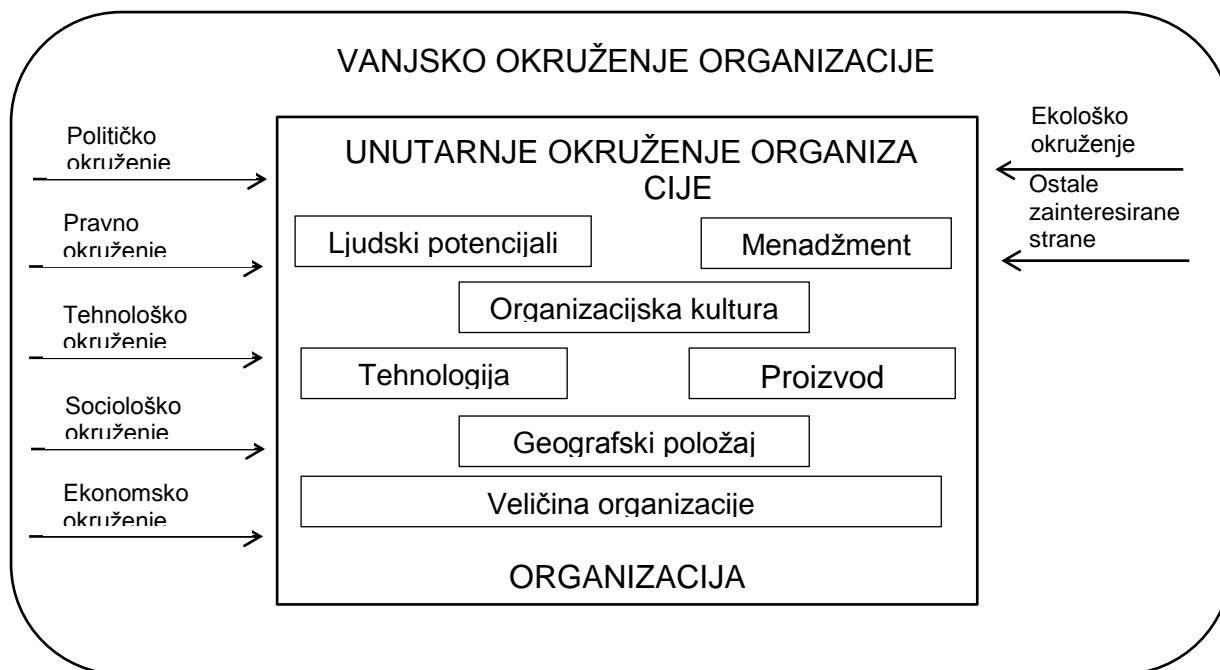 VANJSKO OKRUŽENJE ORGANIZACIJE
Političko
okruženje
Pravno
okruženje
Tehnološko
okruženje
Sociološko
okruženje
Ekonomsko
okruženje
UNUTARNJE OKRUŽENJE ORGANIZA
CIJE
Ljudski potencijali
Menadžment
Organizacijska kultura
Tehnologija
Proizvod
Geografski položaj
Veličina organizacije
ORGANIZACIJA
Ekološko
okruženje
Ostale
zainteresirane
strane